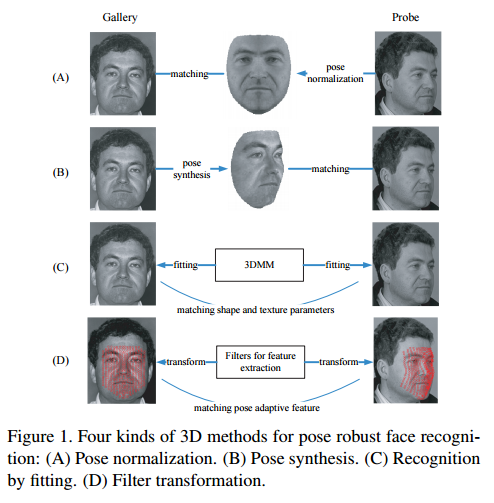 Gallery
Probe
(A)
matching
pose
normalization
(B)
pose
synthesis
matching
(C)
fitting
3DMM
fitting
matching shape and texture parameters
(D)
transform
Filters for feature
extraction
transform
matching pose adaptive feature
Figure 1. Four kinds of 3D methods for pose robust face recogni-
tion: (A) Pose normalization. (B) Pose synthesis. (C) Recognition
by fitting. (D) Filter transformation.